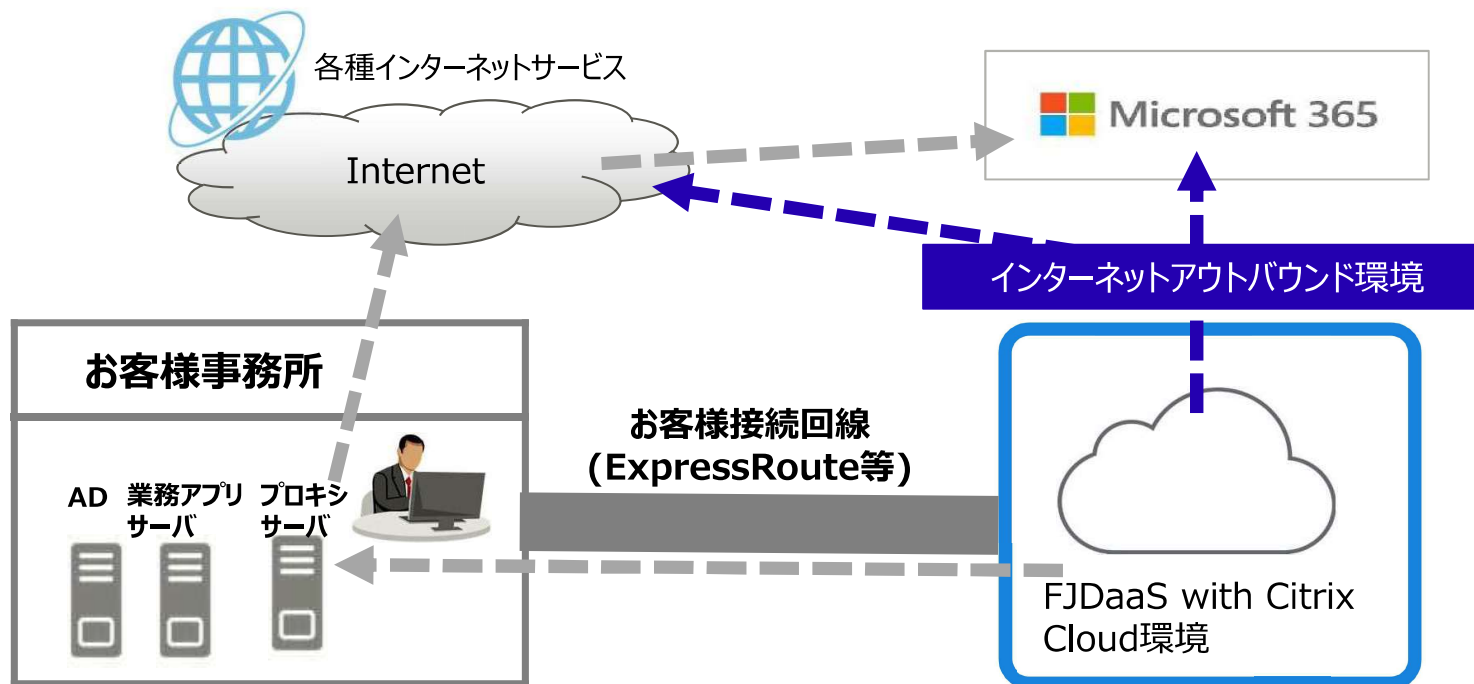 各種インターネットサービス
Internet
Microsoft 365
インターネットアウトバウンド環境
お客様事務所
お客様接続回線
(ExpressRoute等)
AD 業務アプリ プロキシ
サーバ サーバ
FJDaaS with Citrix
Cloud環境